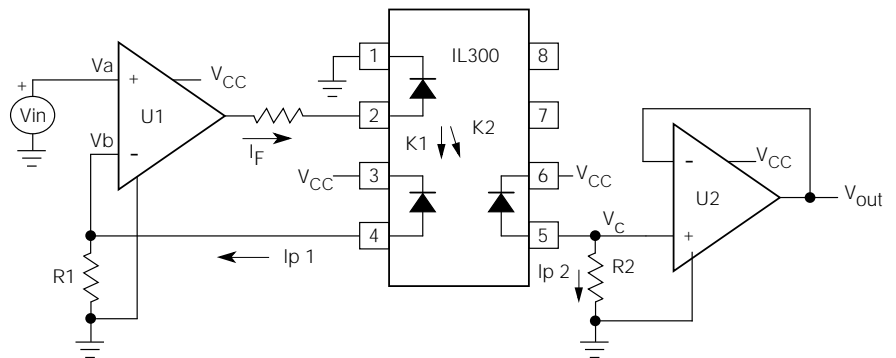 1
IL300
8
Va
+
+
VCC
Vin
U1
2
7
Vb
-
IF
K1
K2
-
VCC
VCC
3
6
VCC
U2
Vout
VC
+
4
5
Ip 1
R1
Ip 2
R2